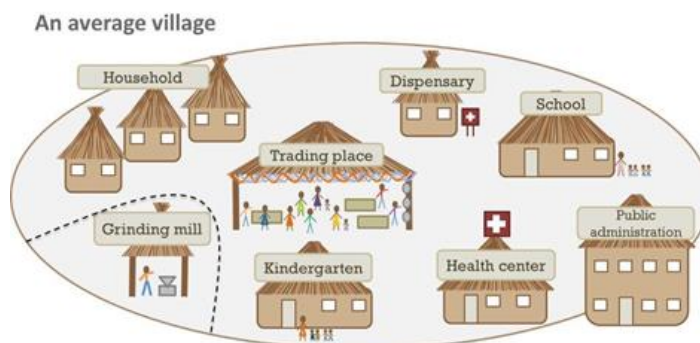 An average village
Household
Dispensary
School
Trading place
Grinding mill
Public
administration
Kindergarten
Health center